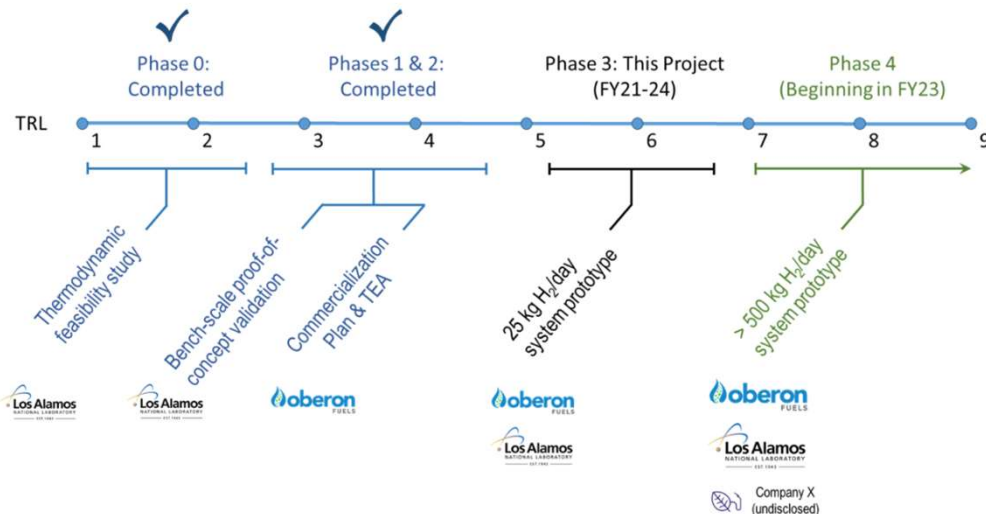 Phase 0:
Completed
Phases 1 & 2:
Completed
Phase 3: This Project
(FY21-24)
Phase 4
(Beginning in FY23)
TRL
1
2
3
4
5
6
7
8
9
Thermodynamic
feasibility study
Bench-scale proof-of-
concept validation
Commercialization
Plan & TEA
25 kg H₂/day
system prototype
> 500 kg H₂/day
system prototype
Los Alamos
NATIONAL LABORATORY
EST 1943
Los Alamos
NATIONAL LABORATORY
EST 1943
oberon
FUELS
oberon
FUELS
Los Alamos
NATIONAL LABORATORY
EST 1943
oberon
FUELS
Los Alamos
NATIONAL LABORATORY
EST 1943
Company X
(undisclosed)